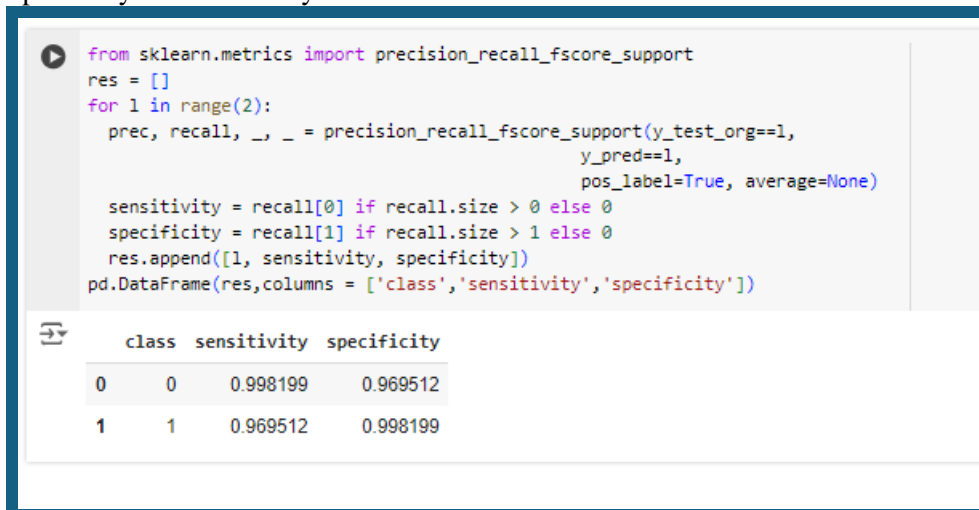 from sklearn.metrics import precision_recall_fscore_support
res = []
for l in range(2):
  prec, recall, _, _ = precision_recall_fscore_support(y_test_org==l,
                                                       y_pred==l,
                                                       pos_label=True, average=None)
  sensitivity = recall[0] if recall.size > 0 else 0
  specificity = recall[1] if recall.size > 1 else 0
  res.append([l, sensitivity, specificity])
pd.DataFrame(res,columns = ['class','sensitivity','specificity'])
class sensitivity specificity
0 0 0.998199 0.969512
1 1 0.969512 0.998199